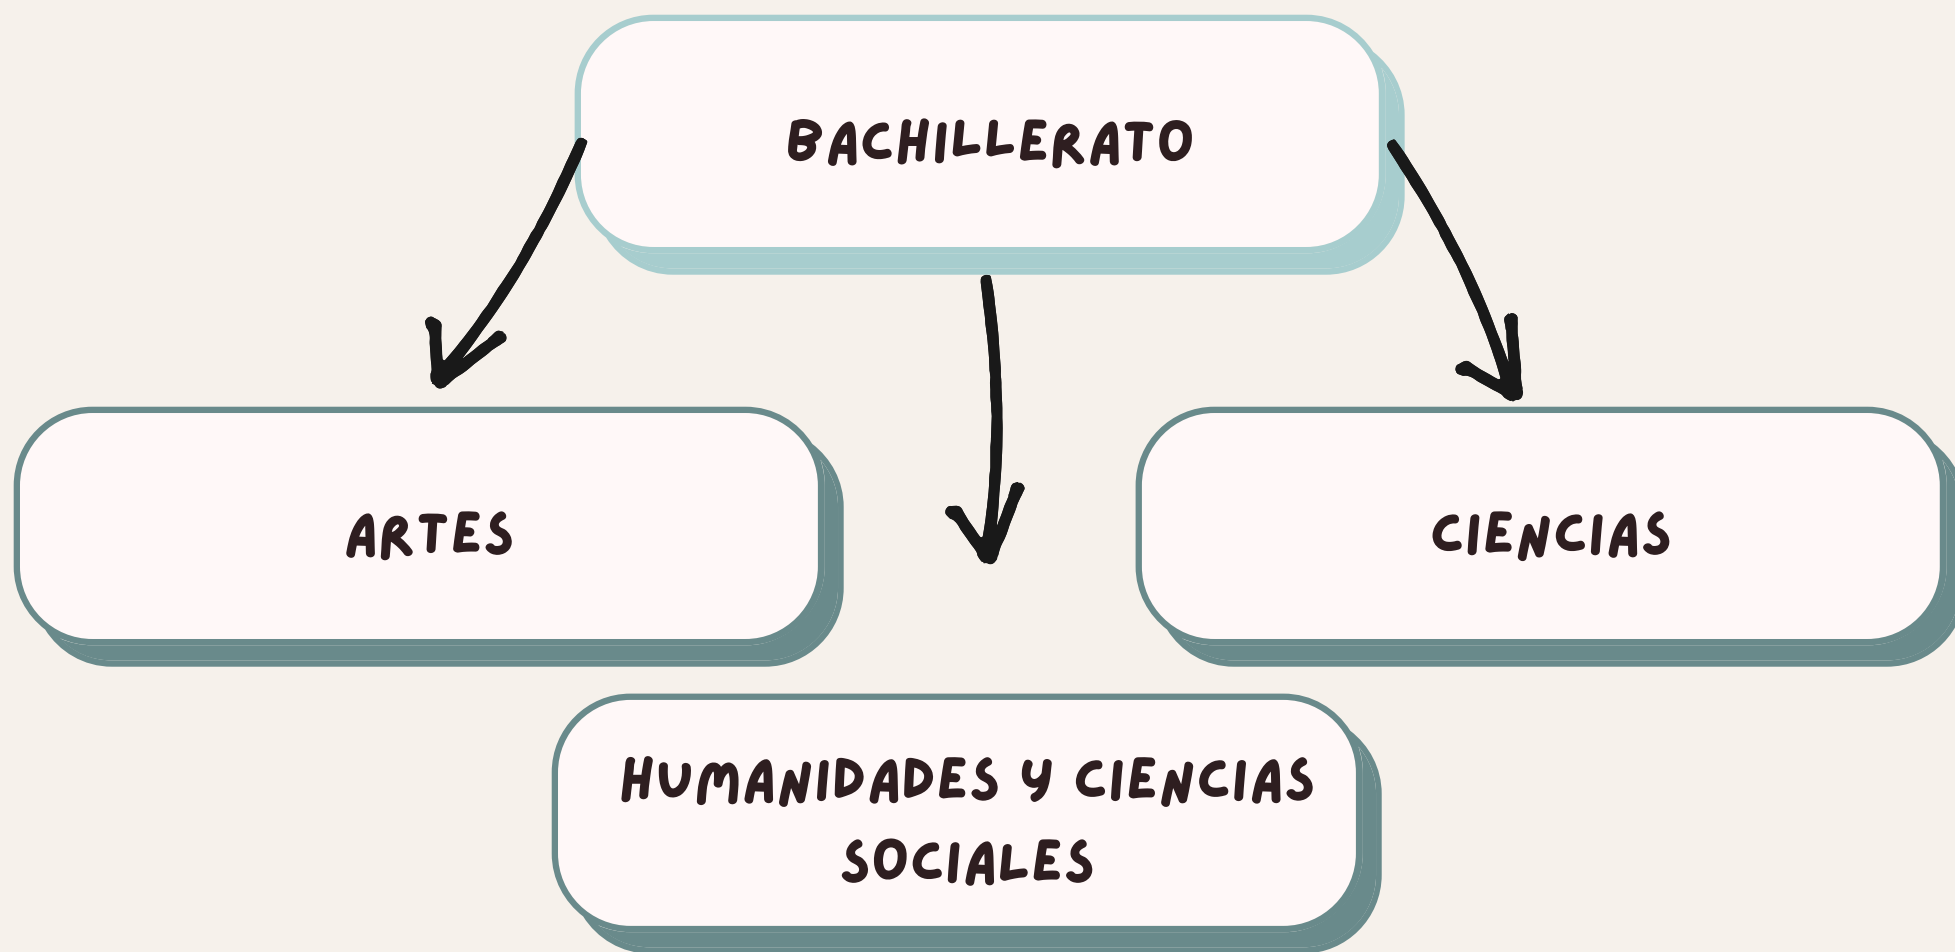 BACHILLERATO
ARTES
CIENCIAS
HUMANIDADES Y CIENCIAS
SOCIALES